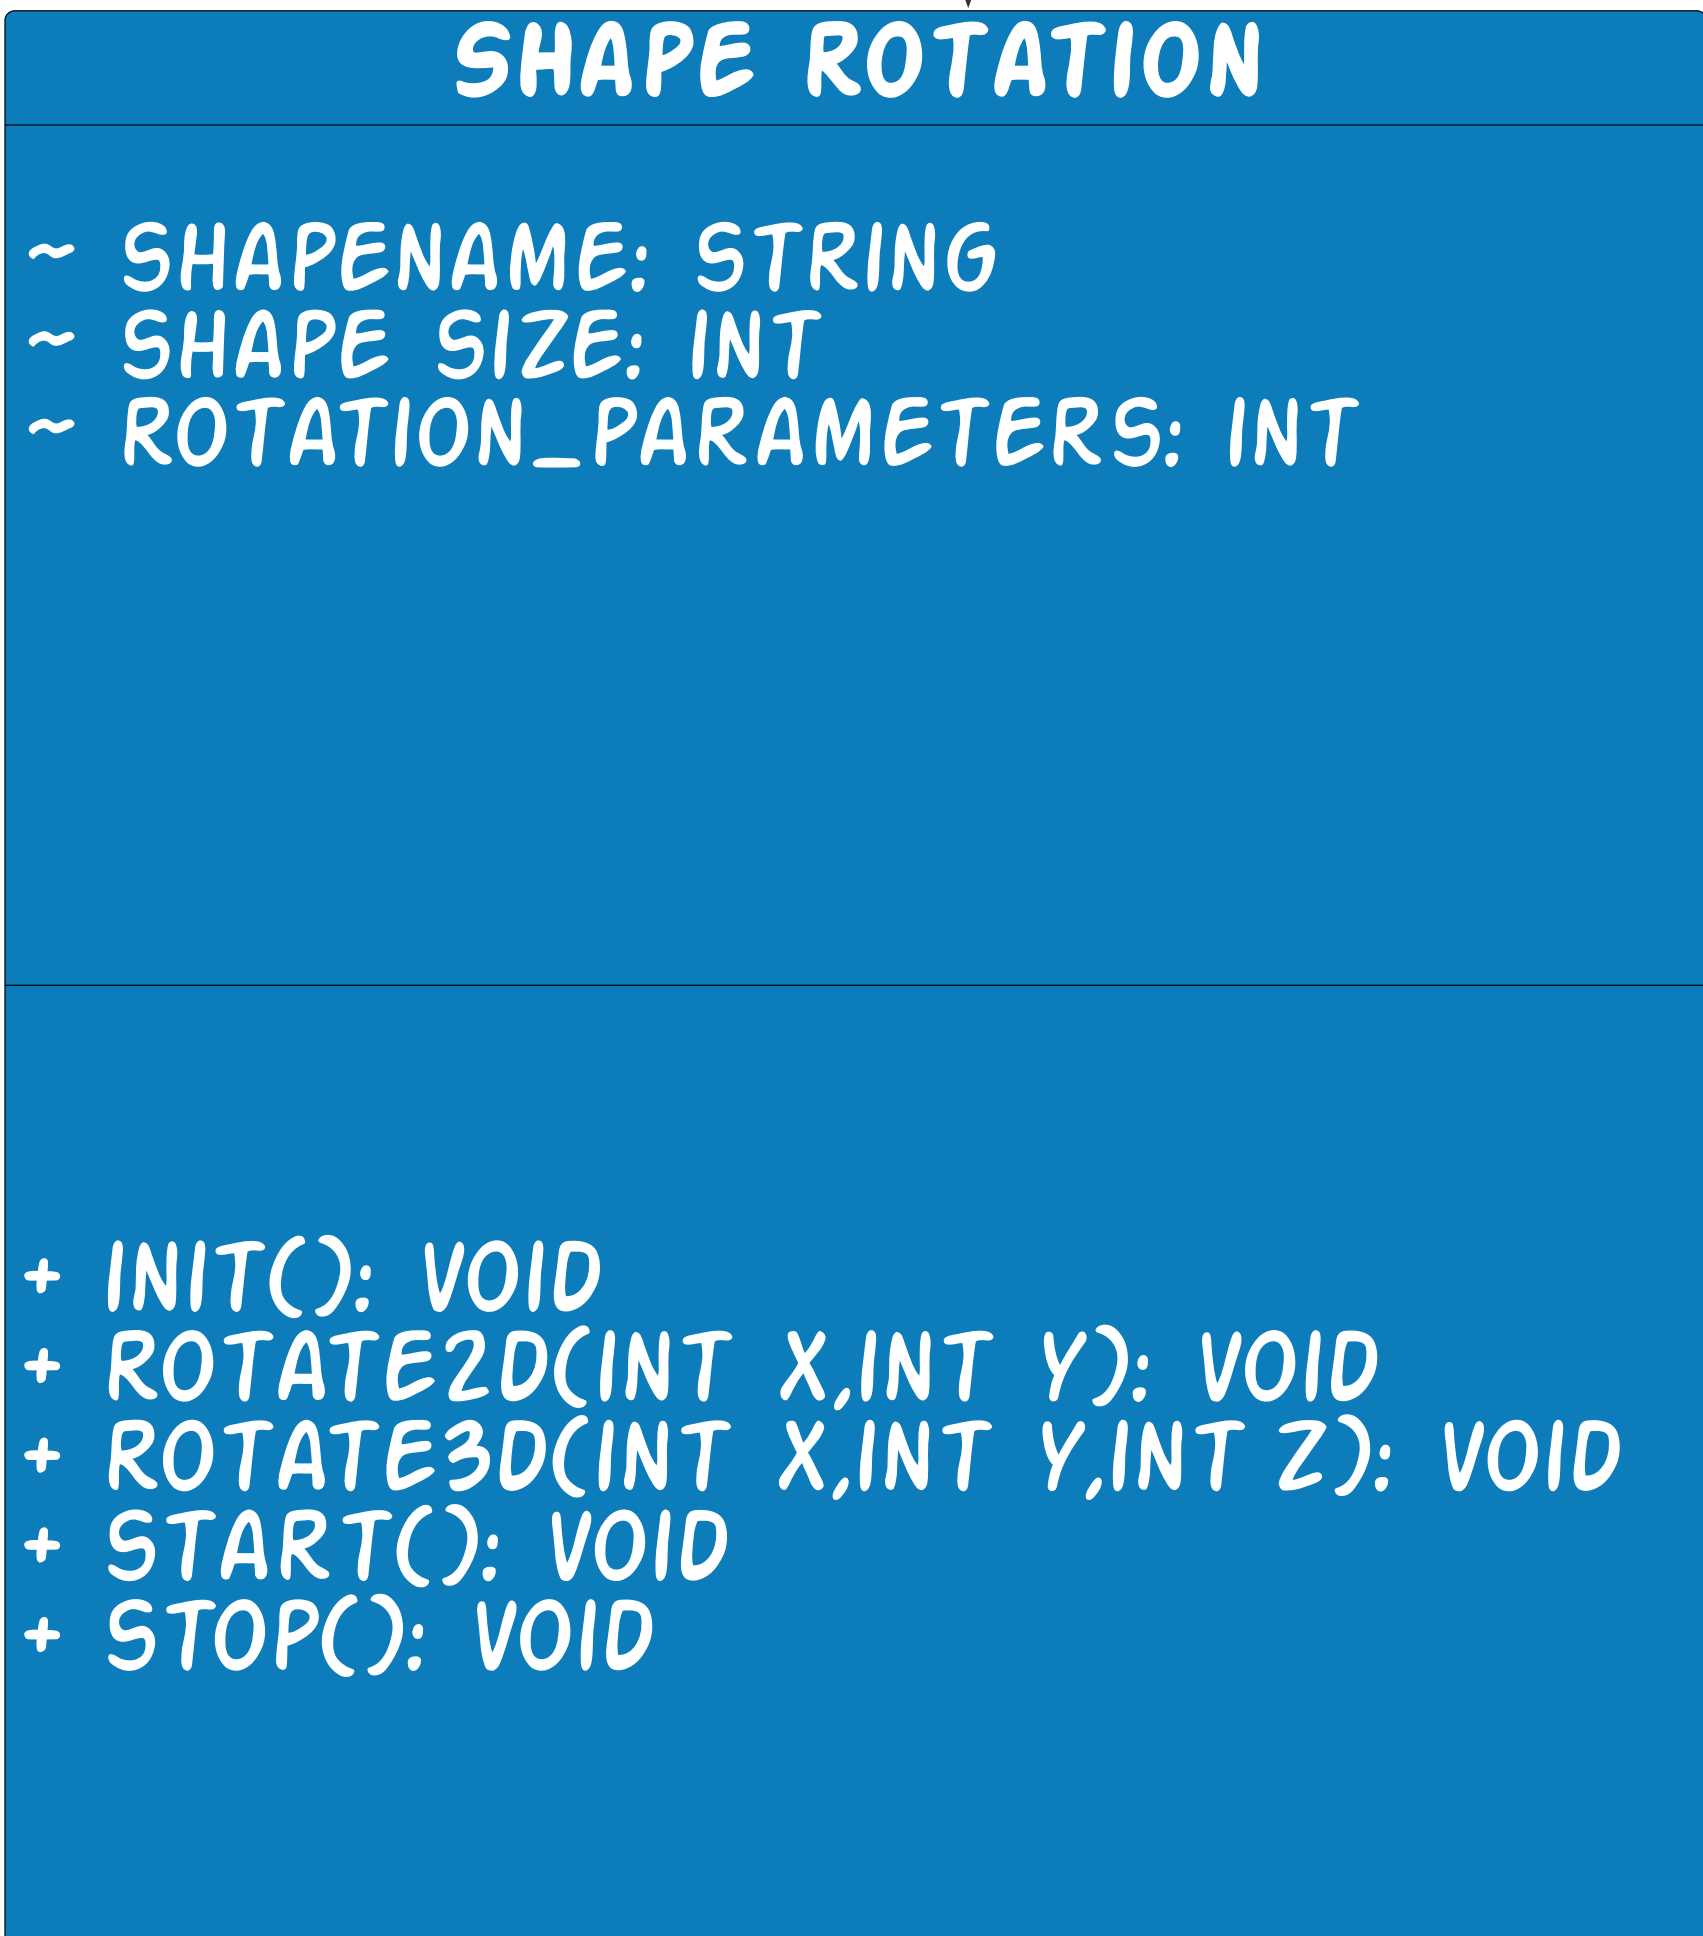 SHAPE ROTATION
~ SHAPENAME: STRING
~ SHAPE SIZE: INT
~ ROTATION_PARAMETERS: INT
+ INIT(): VOID
+ ROTATE2D(INT X,INT Y): VOID
+ ROTATE3D(INT X,INT Y,INT Z): VOID
+ START(): VOID
+ STOP(): VOID